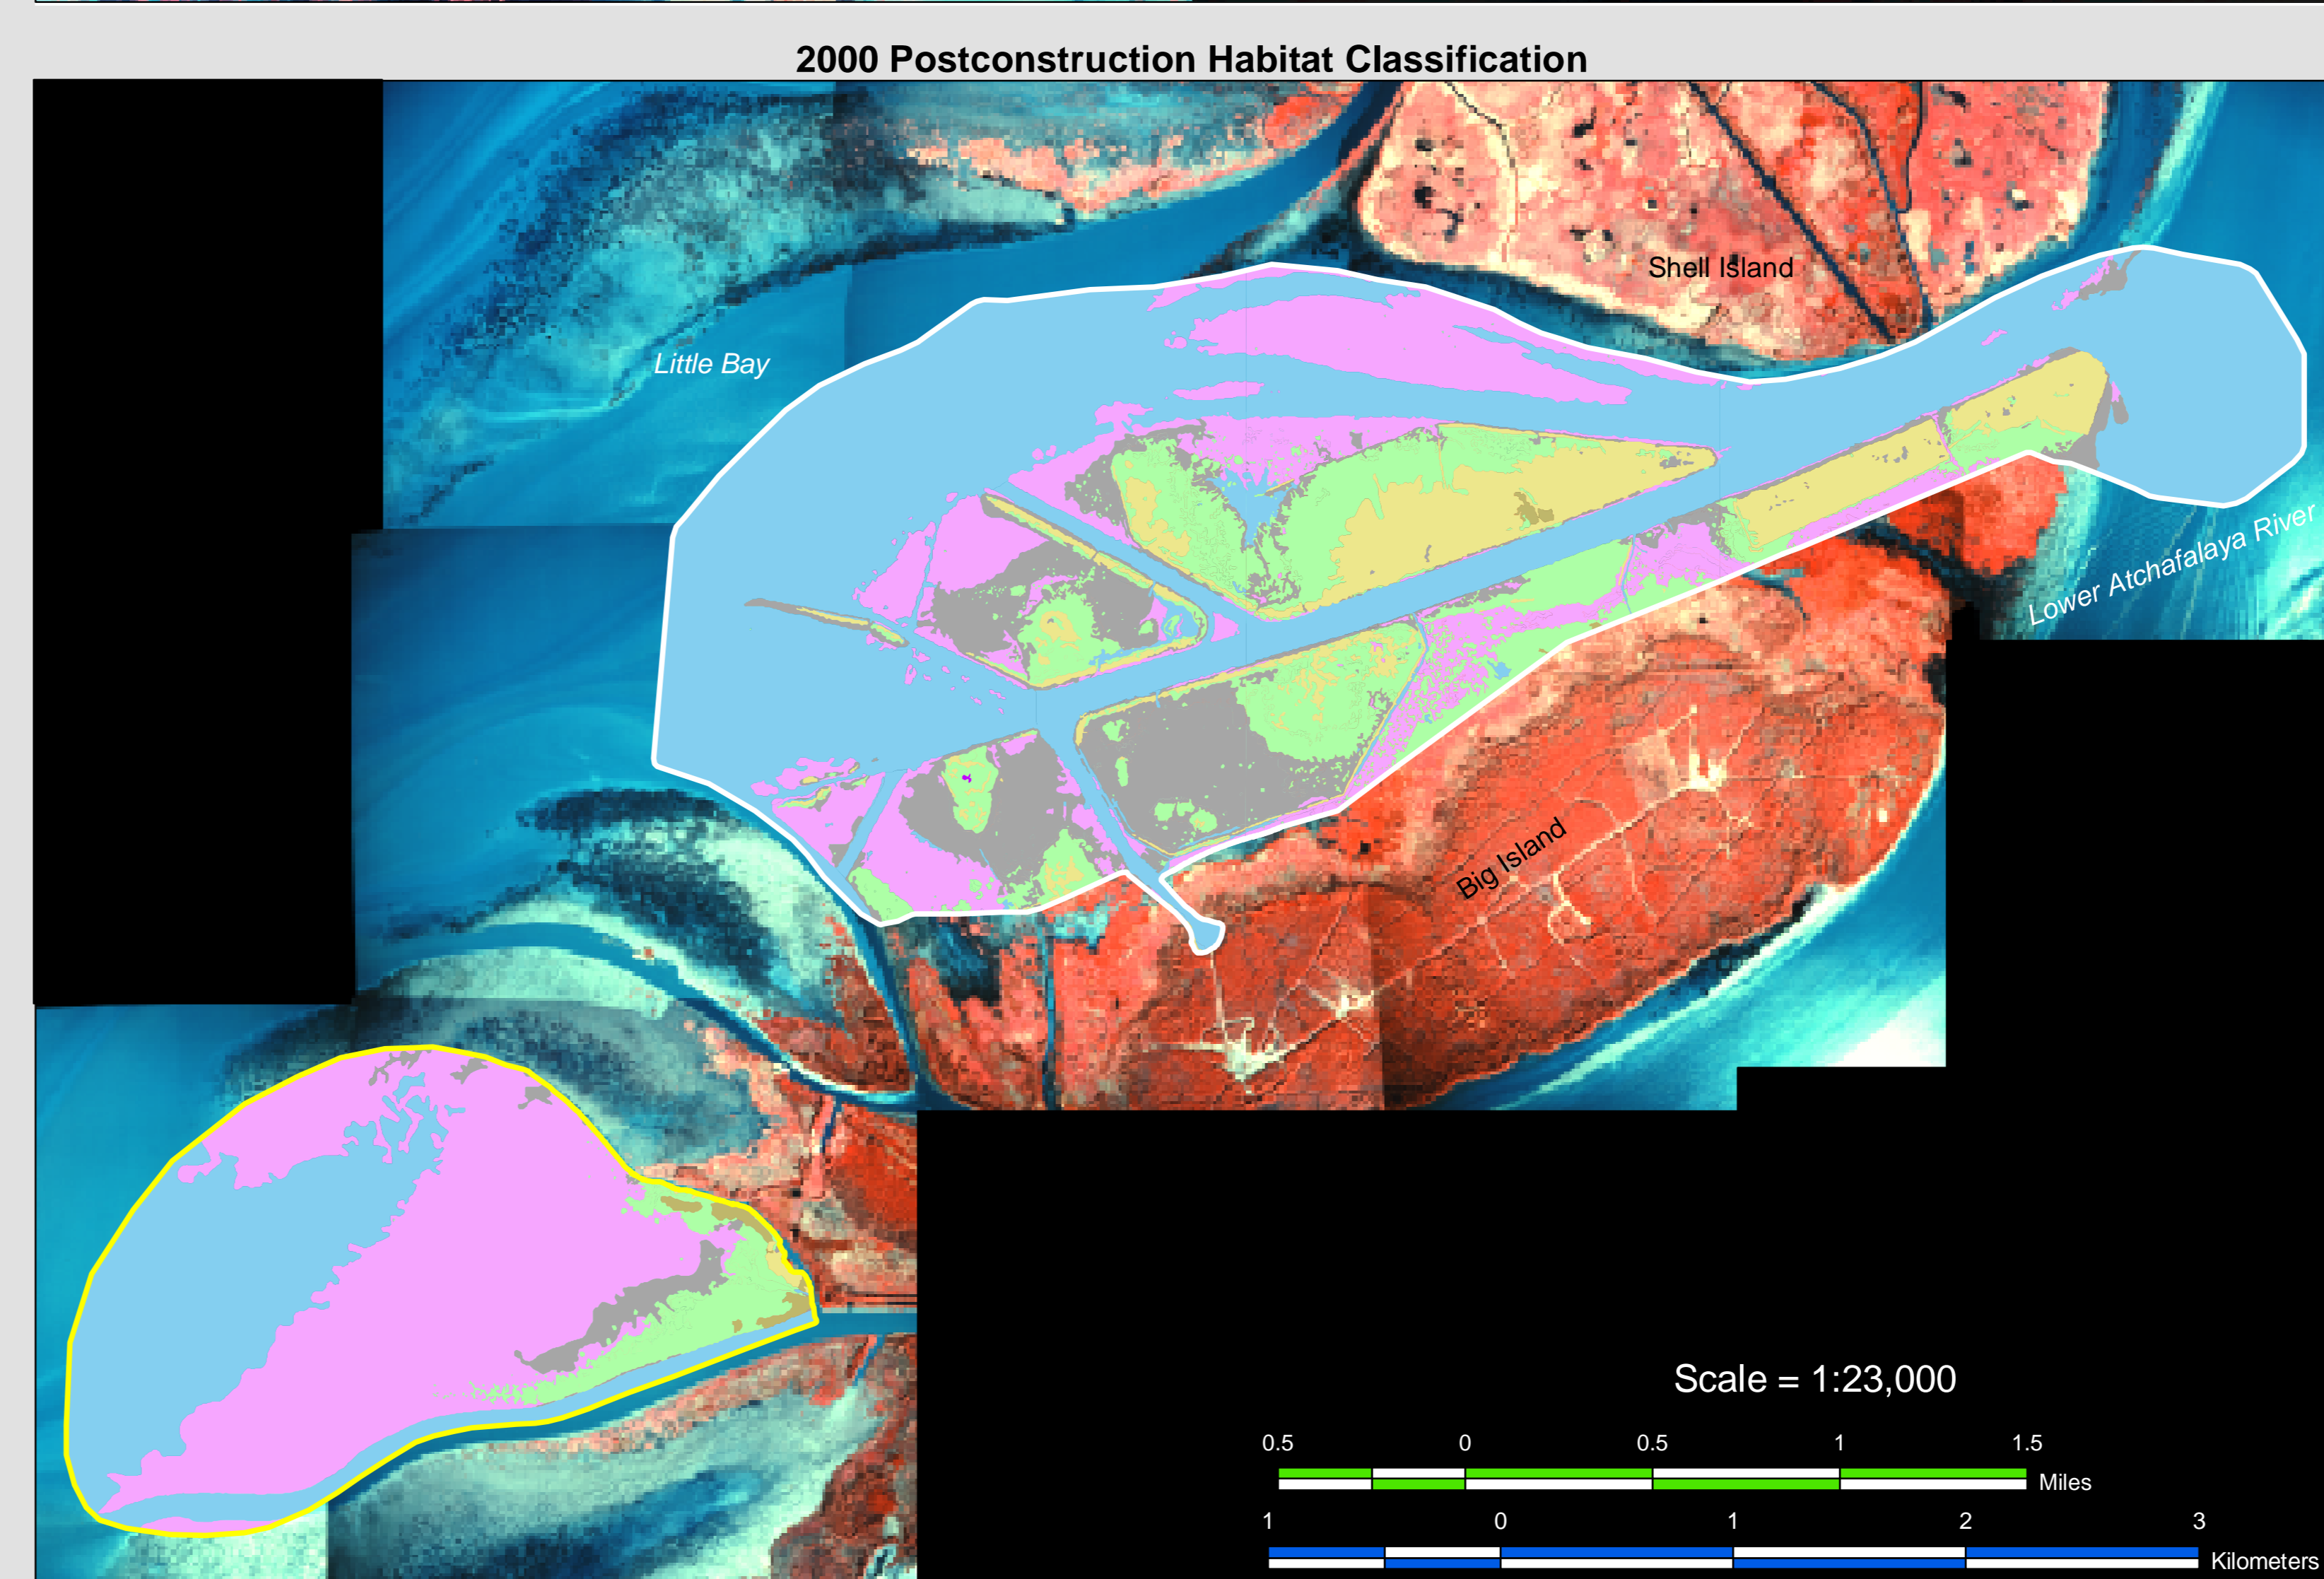 2000 Postconstruction Habitat Classification
Shell Island
Little Bay
Lower Atchafalaya River
Big Island
Scale = 1:23,000
0.5 0 0.5 1 1.5
Miles
1 0 1 2 3
Kilometers